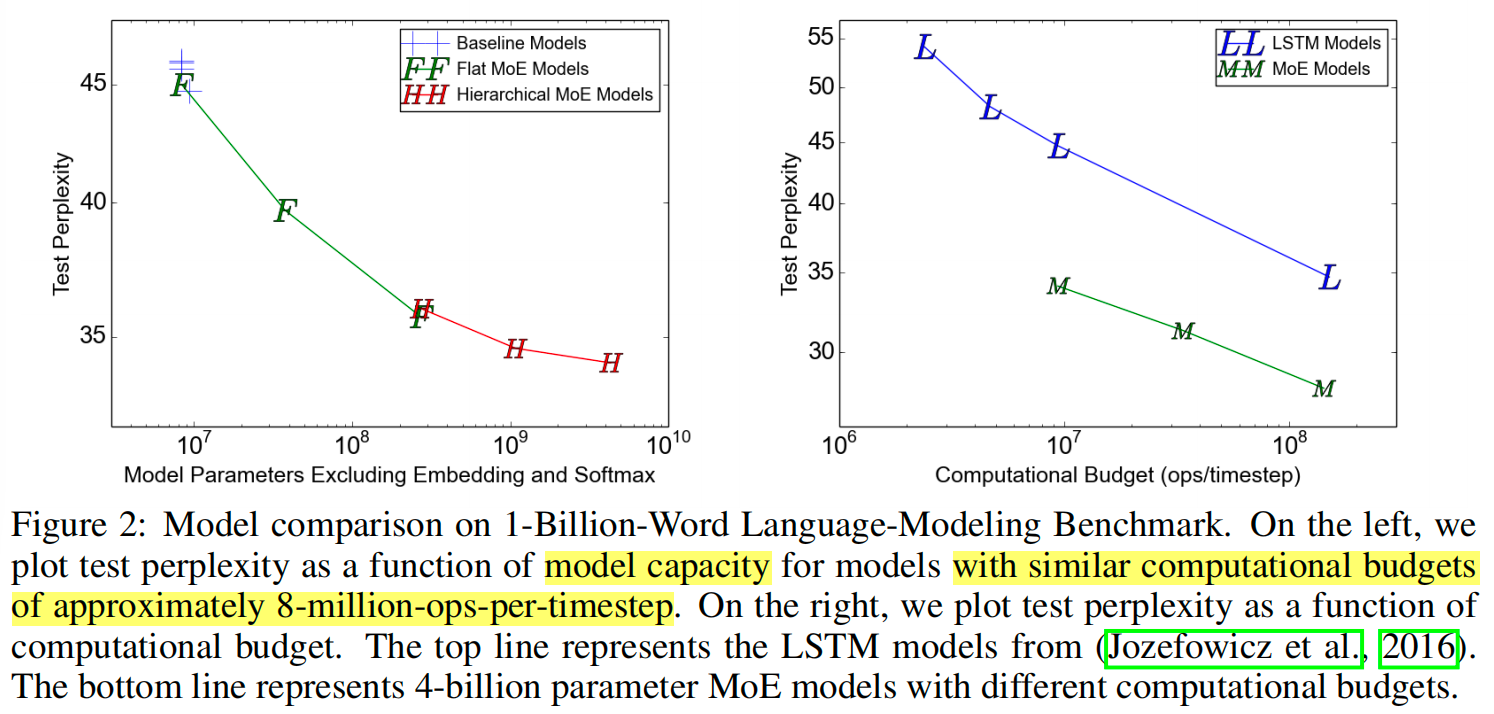 Baseline Models
Flat MoE Models
Hierarchical MoE Models
45
40
35
Test Perplexity
10^7
10^8
10^9
10^10
Model Parameters Excluding Embedding and Softmax
LSTM Models
MoE Models
55
50
45
40
35
30
Test Perplexity
10^6
10^7
10^8
Computational Budget (ops/timestep)
Figure 2: Model comparison on 1-Billion-Word Language-Modeling Benchmark. On the left, we
plot test perplexity as a function of model capacity for models with similar computational budgets
of approximately 8-million-ops-per-timestep. On the right, we plot test perplexity as a function of
computational budget. The top line represents the LSTM models from (Jozefowicz et al., 2016).
The bottom line represents 4-billion parameter MoE models with different computational budgets.